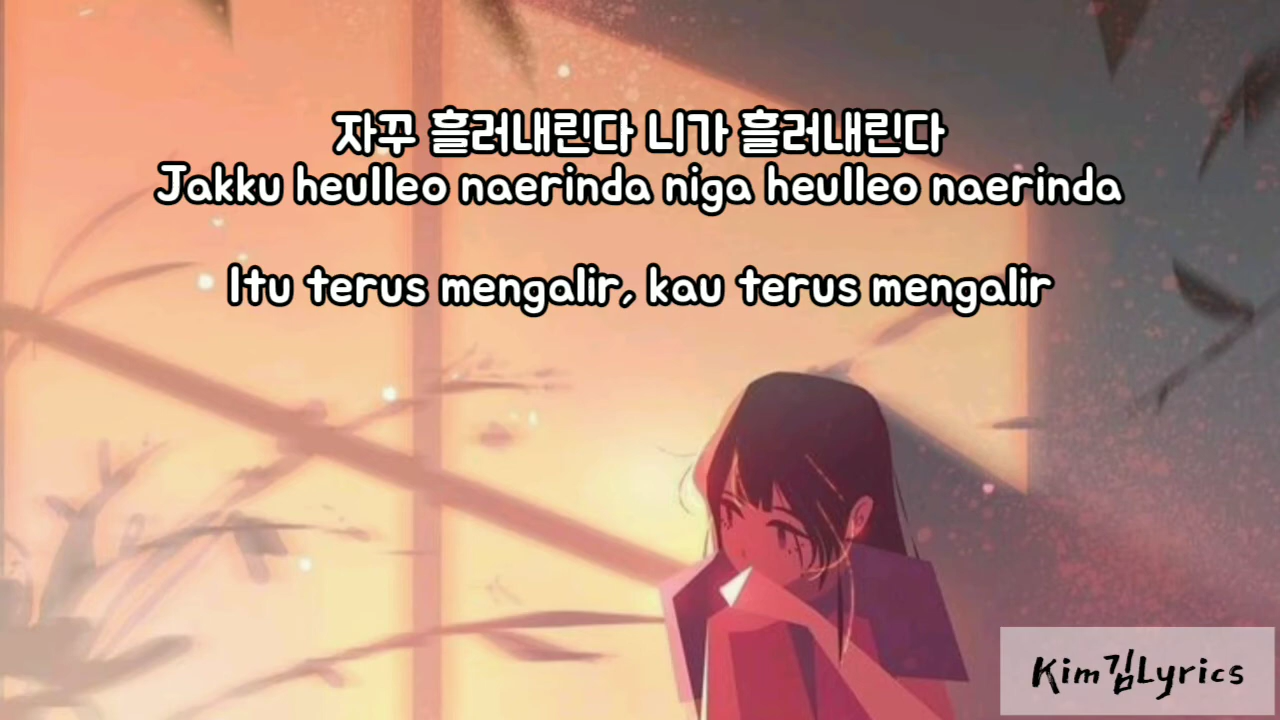 자꾸 흘러내린다 니가 흘러내린다
Jakku heulleo naerinda niga heulleo naerinda
Itu terus mengalir, kau terus mengalir
Kim김Lyrics